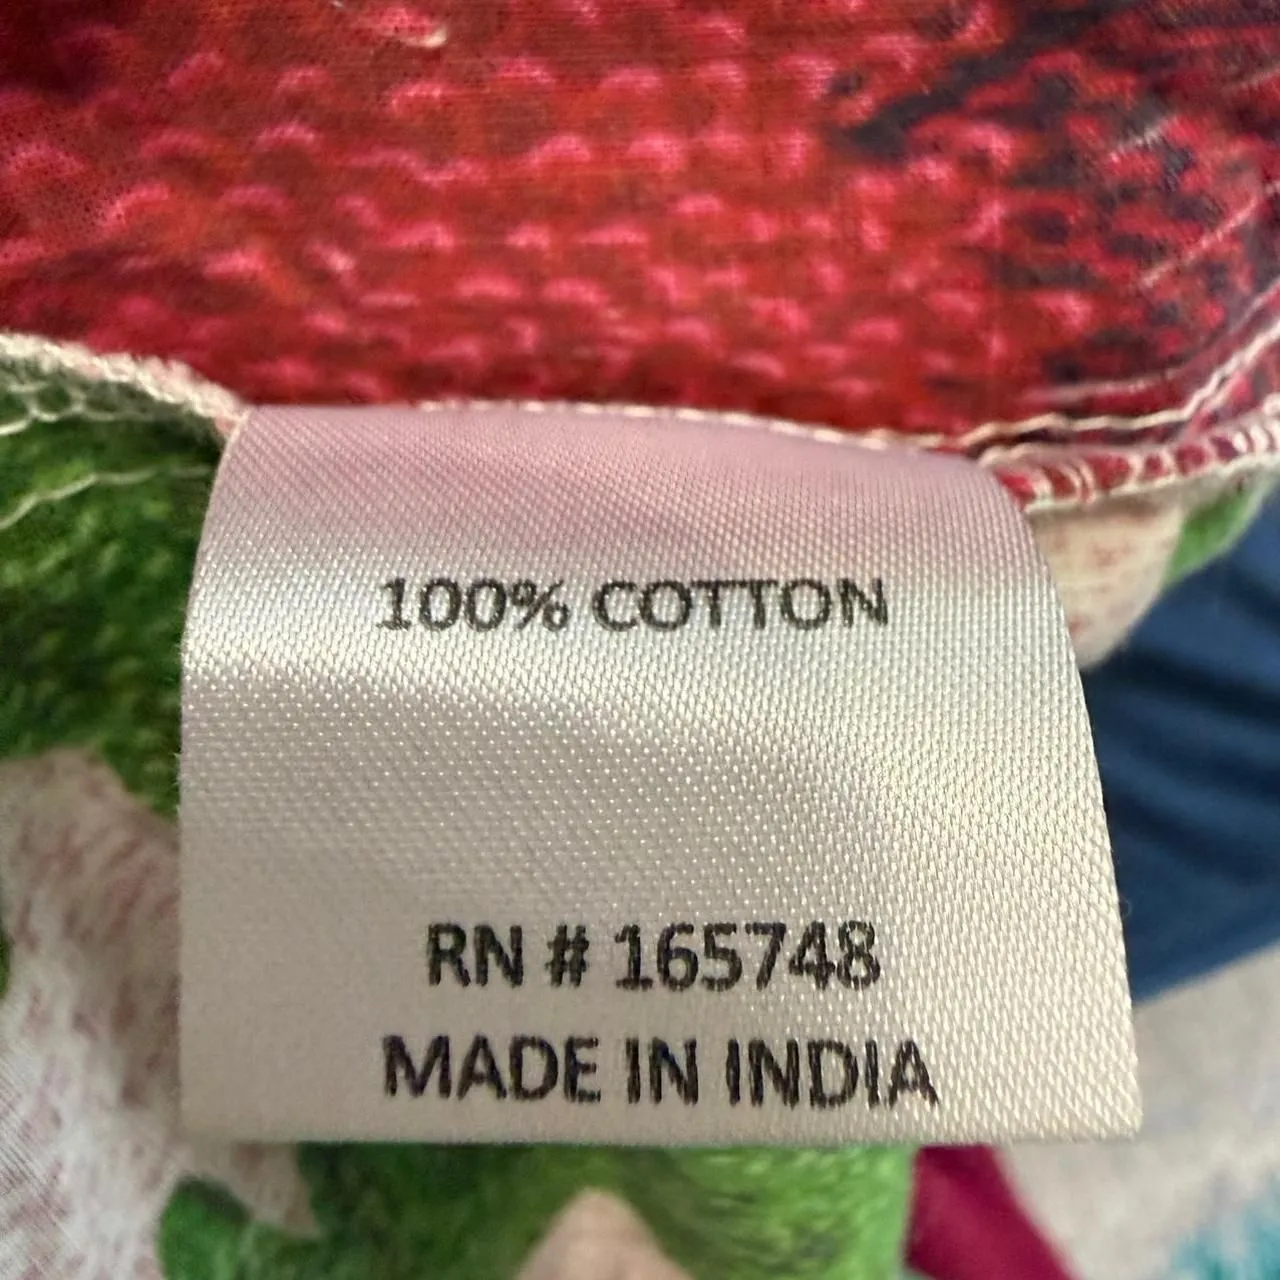 100% COTTON
RN # 165748
MADE IN INDIA